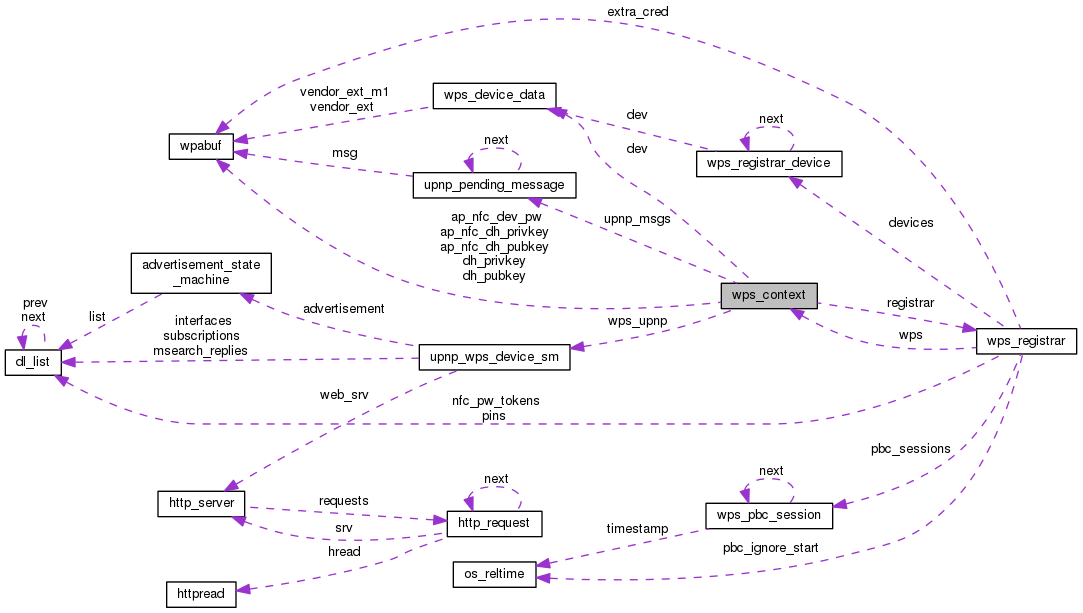 extra_cred
vendor_ext_m1
vendor_ext
wps_device_data
dev
next
wpabuf
msg
next
dev
wps_registrar_device
upnp_pending_message
ap_nfc_dev_pw
ap_nfc_dh_privkey
ap_nfc_dh_pubkey
dh_privkey
dh_pubkey
upnp_msgs
devices
advertisement_state
_machine
wps_context
prev
next
list
advertisement
registrar
interfaces
subscriptions
msearch_replies
wps_upnp
wps
wps_registrar
dl_list
upnp_wps_device_sm
web_srv
nfc_pw_tokens
pins
pbc_sessions
next
next
http_server
requests
srv
http_request
wps_pbc_session
timestamp
hread
pbc_ignore_start
os_reltime
httpread